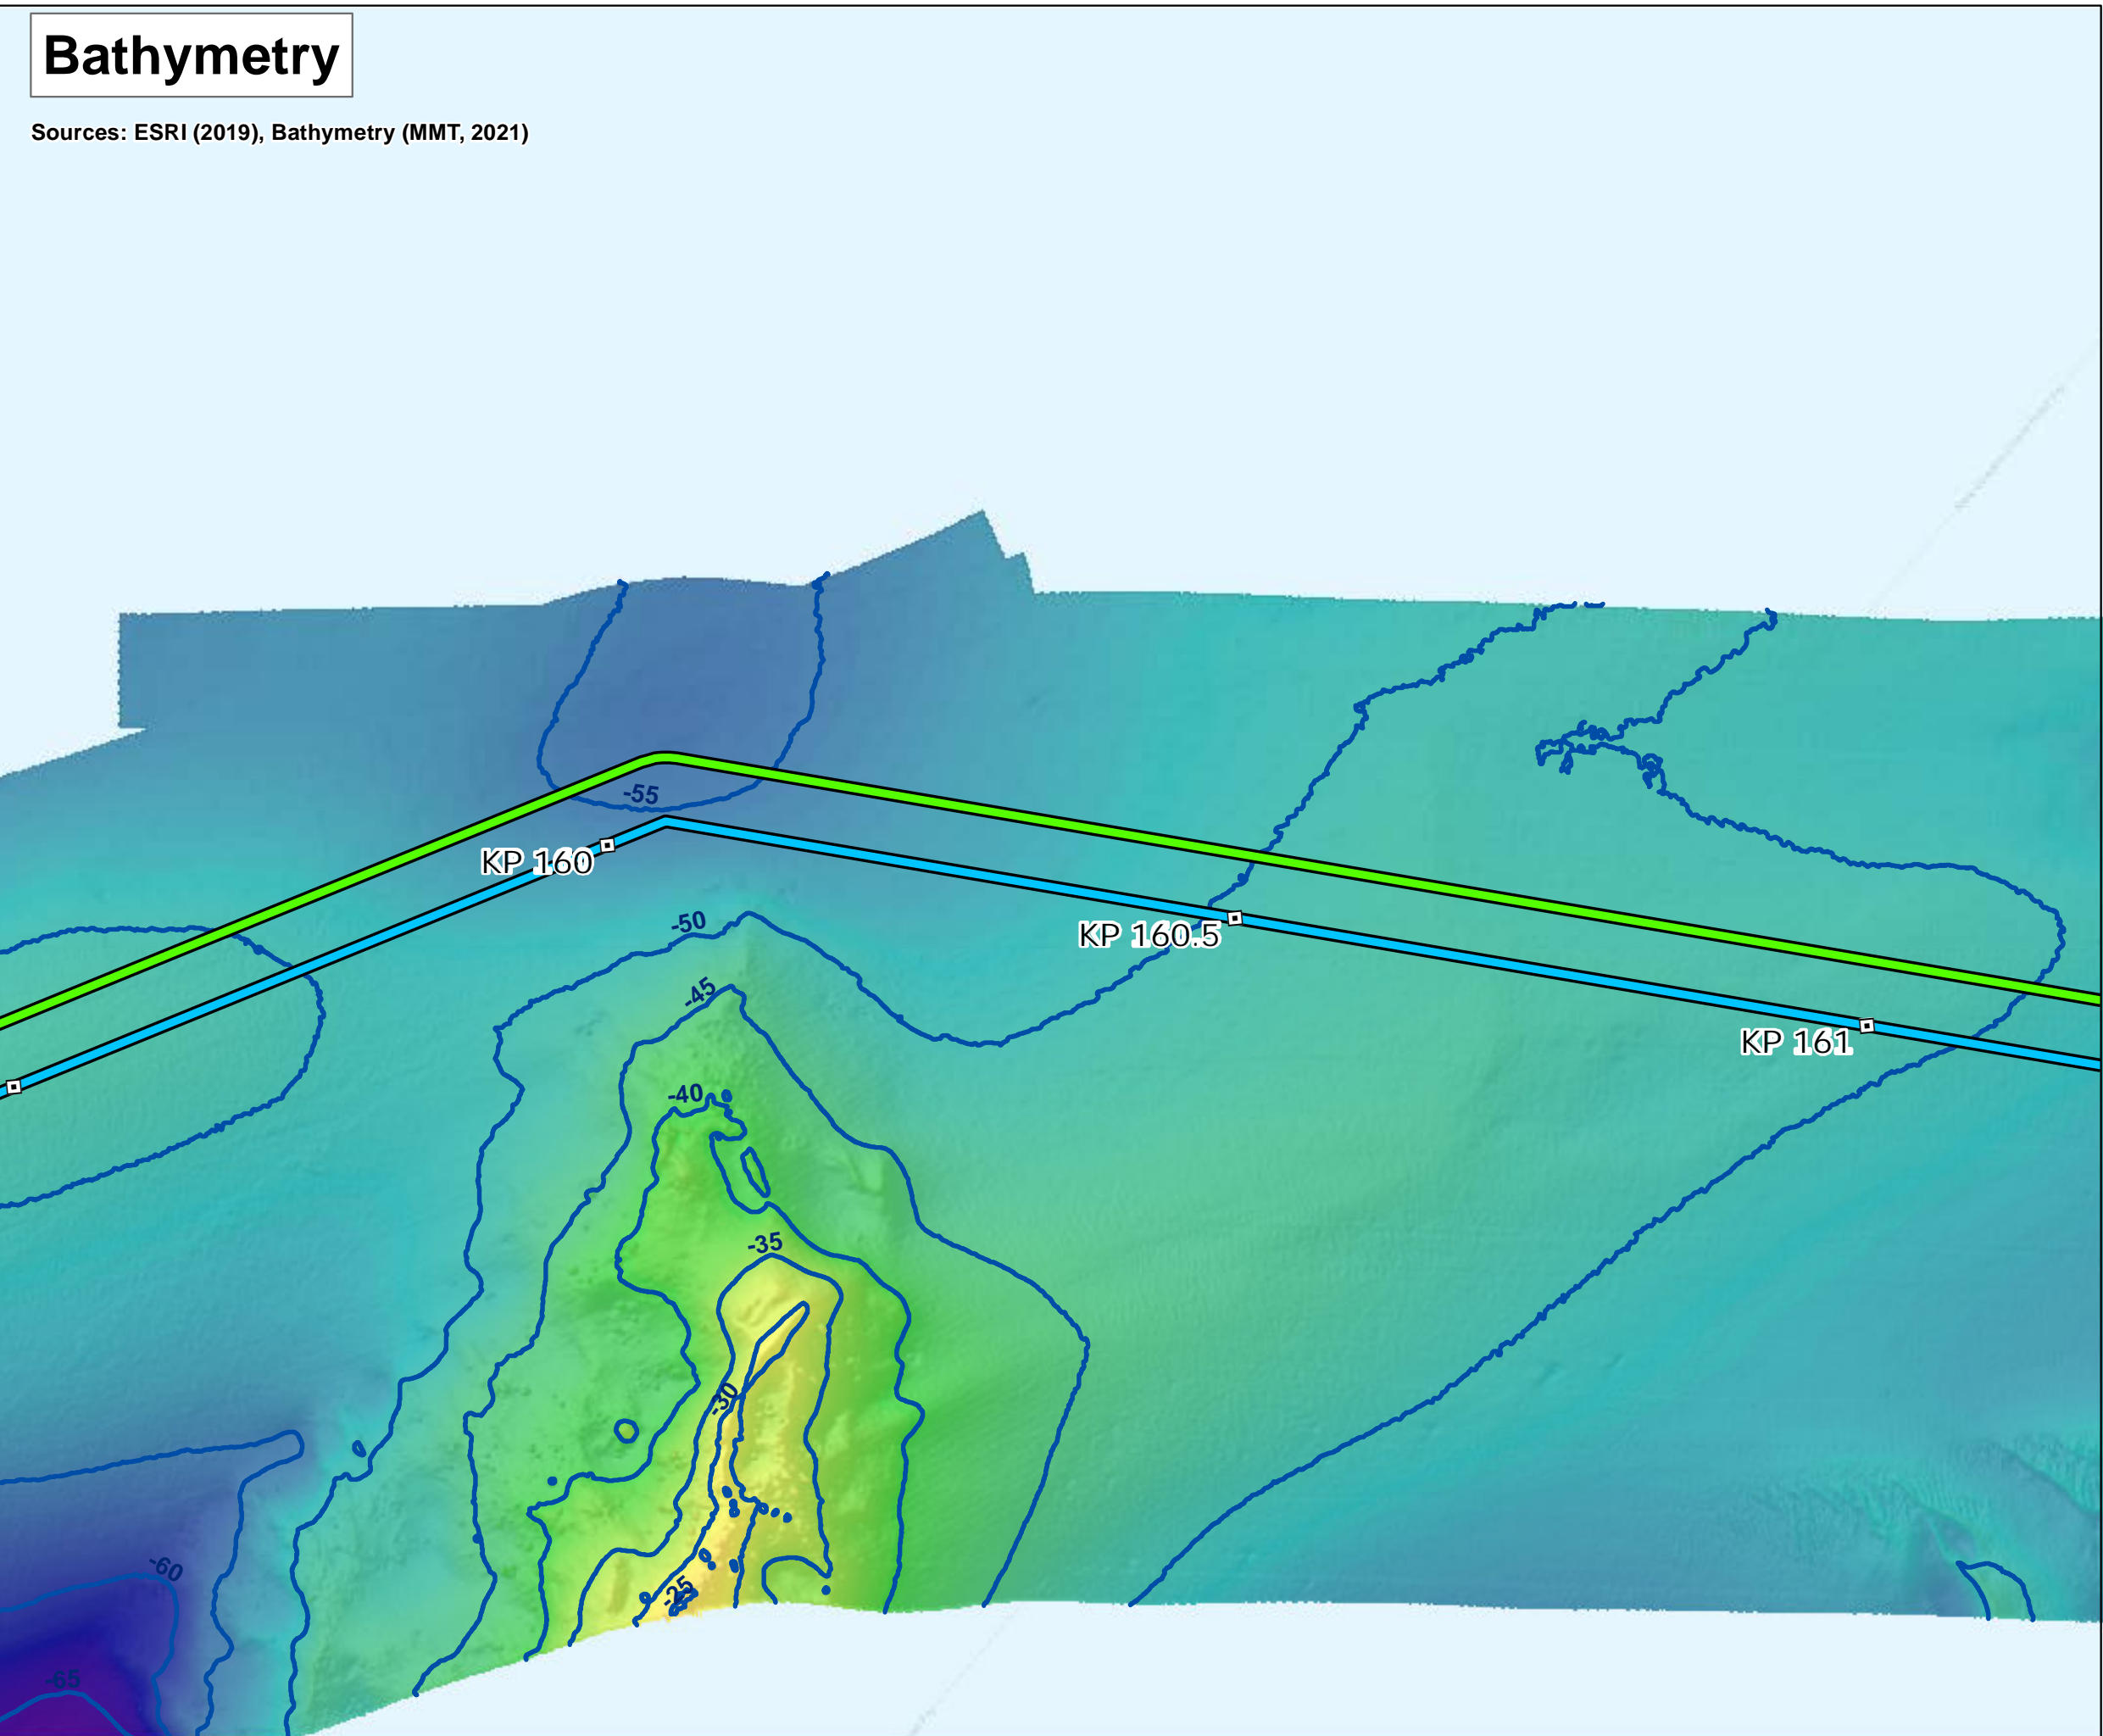 Bathymetry
Sources: ESRI (2019), Bathymetry (MMT, 2021)
-55
KP 160
-50
KP 160.5
-45
KP 161
-40
-35
-30
-60
-25
-65